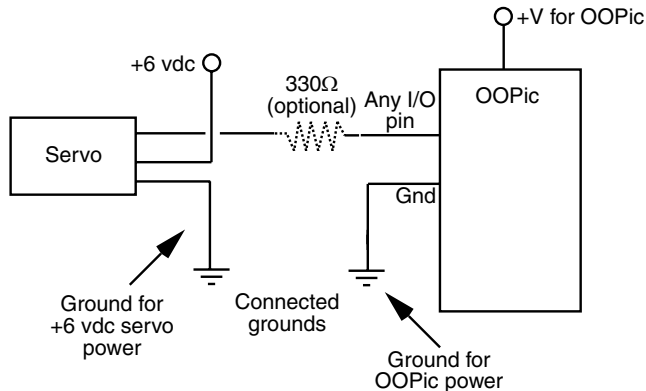 +V for OOPic
+6 vdc
330Ω
(optional)
Any I/O
pin
OOPic
Servo
Gnd
Ground for
+6 vdc servo
power
Connected
grounds
Ground for
OOPic power